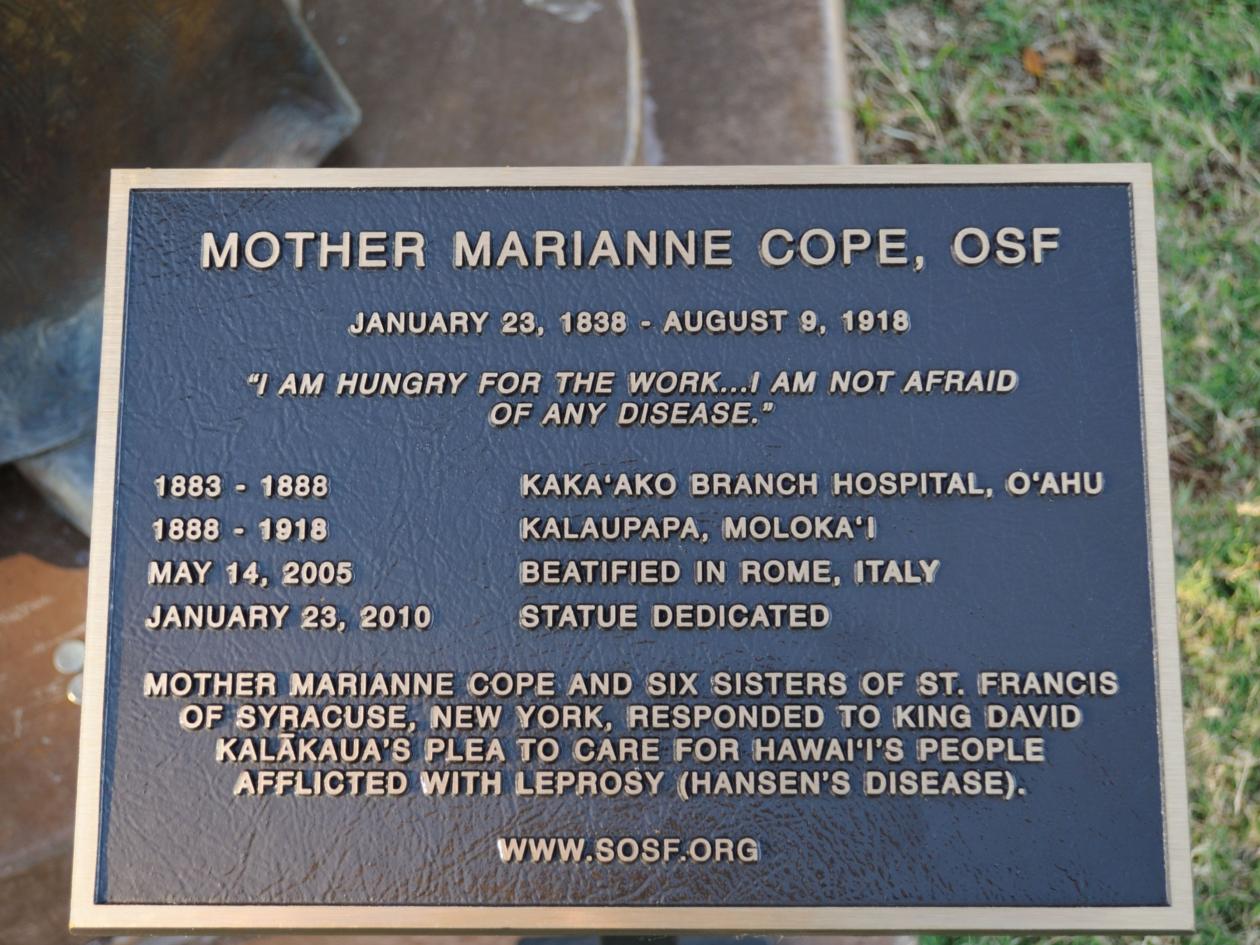 MOTHER MARIANNE COPE, OSF
JANUARY 23, 1838 - AUGUST 9, 1918
“I AM HUNGRY FOR THE WORK...I AM NOT AFRAID
OF ANY DISEASE.”
1883 - 1888 KAKA‘AKO BRANCH HOSPITAL, O‘AHU
1888 - 1918 KALAUPAPA, MOLOKA‘I
MAY 14, 2005 BEATIFIED IN ROME, ITALY
JANUARY 23, 2010 STATUE DEDICATED
MOTHER MARIANNE COPE AND SIX SISTERS OF ST. FRANCIS
OF SYRACUSE, NEW YORK, RESPONDED TO KING DAVID
KALĀKAUA’S PLEA TO CARE FOR HAWAI‘I’S PEOPLE
AFFLICTED WITH LEPROSY (HANSEN’S DISEASE).
WWW.SOSF.ORG